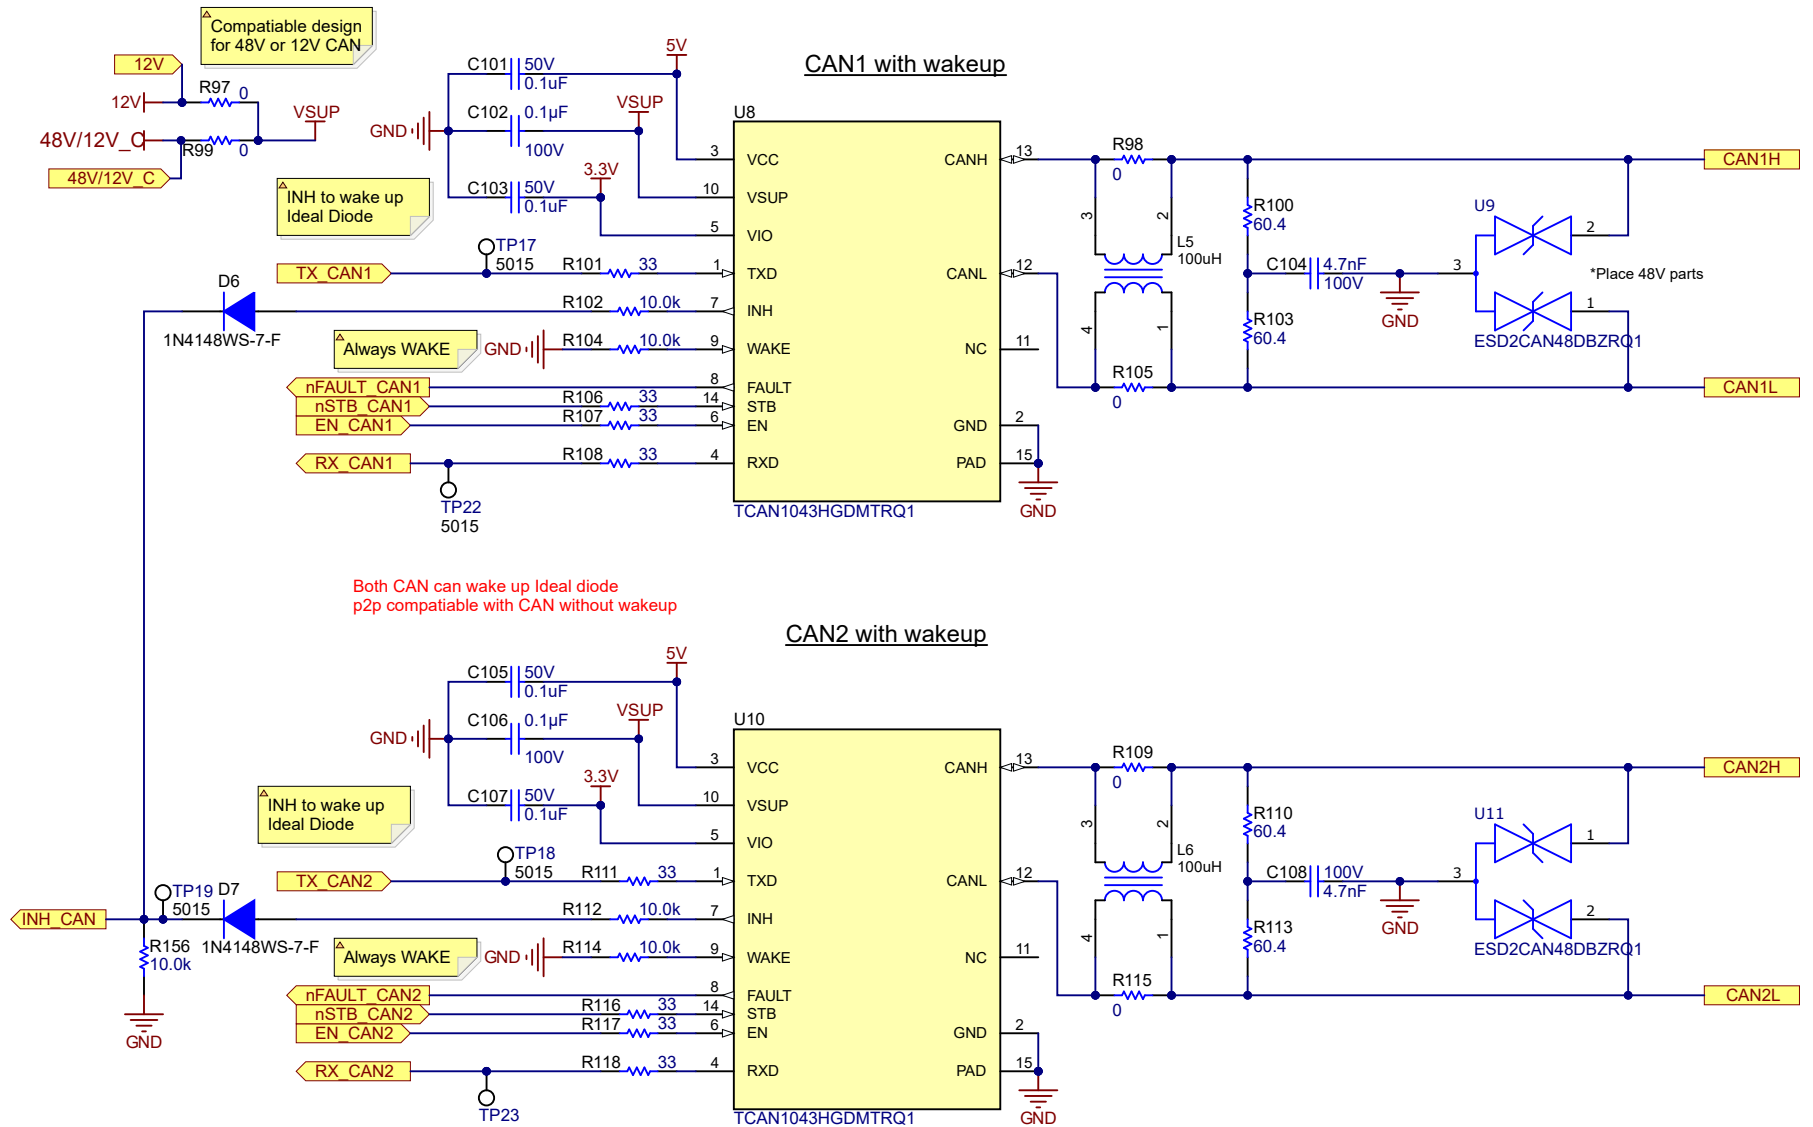 Compatiable design
for 48V or 12V CAN
12V
R97
0
12V
VSUP
48V/12V_C
R99
0
48V/12V_C
CAN1 with wakeup
C101
50V
0.1uF
5V
C102
0.1µF
100V
VSUP
GND
C103
50V
0.1uF
3.3V
INH to wake up
Ideal Diode
TP17
5015
TX_CAN1
R101
33
D6
1N4148WS-7-F
R102
10.0k
Always WAKE
GND
R104
10.0k
nFAULT_CAN1
nSTB_CAN1
R106
33
EN_CAN1
R107
33
RX_CAN1
R108
33
TP22
5015
U8
3
VCC
10
VSUP
5
VIO
1
TXD
7
INH
9
WAKE
8
FAULT
14
STB
6
EN
4
RXD
CANH
13
CANL
12
NC
11
GND
2
PAD
15
TCAN1043HGDMTRQ1
GND
R98
0
3
2
L5
100uH
4
1
R105
0
R100
60.4
C104
4.7nF
100V
R103
60.4
GND
U9
2
3
1
*Place 48V parts
ESD2CAN48DBZRQ1
CAN1H
CAN1L
Both CAN can wake up Ideal diode
p2p compatiable with CAN without wakeup
CAN2 with wakeup
C105
50V
0.1uF
5V
C106
0.1µF
100V
VSUP
GND
C107
50V
0.1uF
3.3V
INH to wake up
Ideal Diode
TP18
5015
TX_CAN2
R111
33
TP19
5015
D7
1N4148WS-7-F
INH_CAN
R156
10.0k
GND
R112
10.0k
Always WAKE
GND
R114
10.0k
nFAULT_CAN2
nSTB_CAN2
R116
33
EN_CAN2
R117
33
RX_CAN2
R118
33
TP23
U10
3
VCC
10
VSUP
5
VIO
1
TXD
7
INH
9
WAKE
8
FAULT
14
STB
6
EN
4
RXD
CANH
13
CANL
12
NC
11
GND
2
PAD
15
TCAN1043HGDMTRQ1
GND
R109
0
3
2
L6
100uH
4
1
R115
0
R110
60.4
C108
100V
4.7nF
R113
60.4
GND
U11
1
3
2
ESD2CAN48DBZRQ1
CAN2H
CAN2L